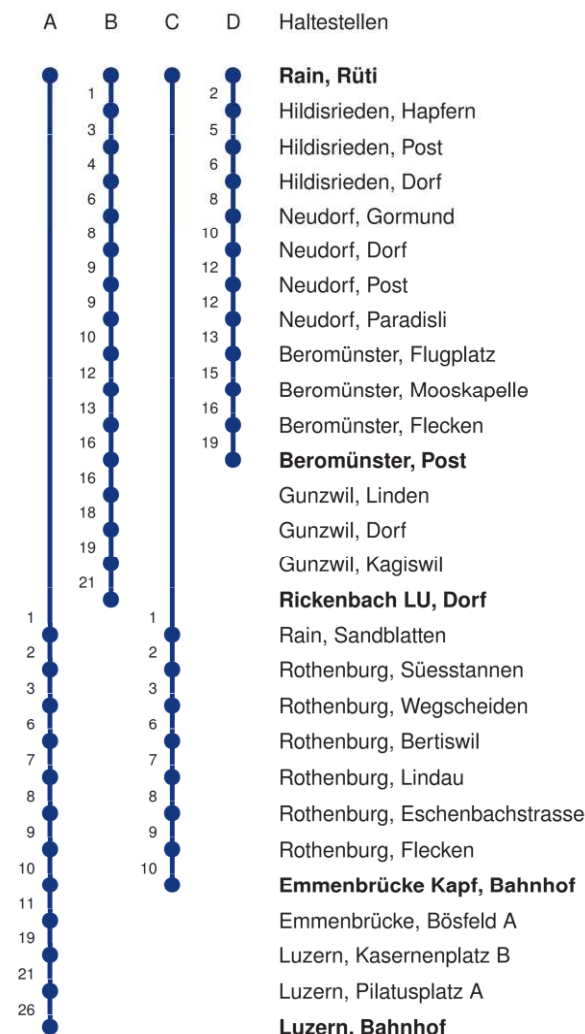 A B C D Haltestellen
Rain, Rüti
1 2
Hildisrieden, Hapfern
3 5
Hildisrieden, Post
4 6
Hildisrieden, Dorf
6 8
Neudorf, Gormund
8 10
Neudorf, Dorf
9 12
Neudorf, Post
9 12
Neudorf, Paradisli
10 13
Beromünster, Flugplatz
12 15
Beromünster, Mooskapelle
13 16
Beromünster, Flecken
16 19
Beromünster, Post
16
Gunzwil, Linden
18
Gunzwil, Dorf
19
Gunzwil, Kagiswil
21
Rickenbach LU, Dorf
1 1
Rain, Sandblatten
2 2
Rothenburg, Süesstannen
3 3
Rothenburg, Wegscheiden
6 6
Rothenburg, Bertiswil
7 7
Rothenburg, Lindau
8 8
Rothenburg, Eschenbachstrasse
9 9
Rothenburg, Flecken
10 10
Emmenbrücke Kapf, Bahnhof
11
Emmenbrücke, Bösfeld A
19
Luzern, Kasernenplatz B
21
Luzern, Pilatusplatz A
26
Luzern, Bahnhof